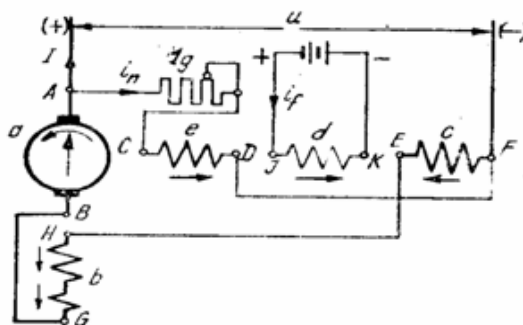 (+) u (-)
I
A i_n 1g + - i_f
a C e D J d K E c F
B
H
b
G